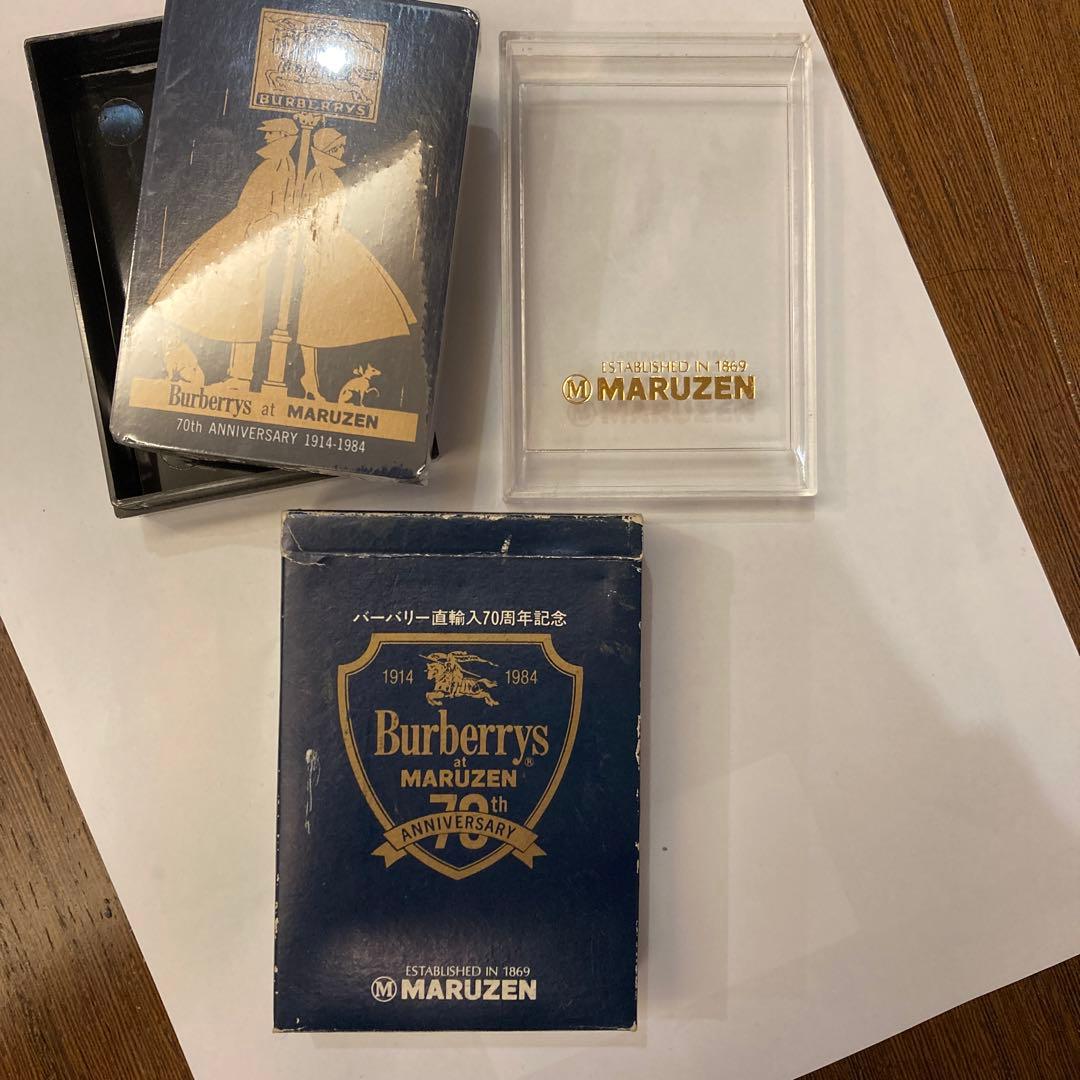 BURBERRYS
Burberrys at MARUZEN
70th ANNIVERSARY 1914-1984
ESTABLISHED IN 1869
M MARUZEN
バーバリー直輸入70周年記念
1914 1984
Burberrys®
at
MARUZEN
70th
ANNIVERSARY
ESTABLISHED IN 1869
M MARUZEN